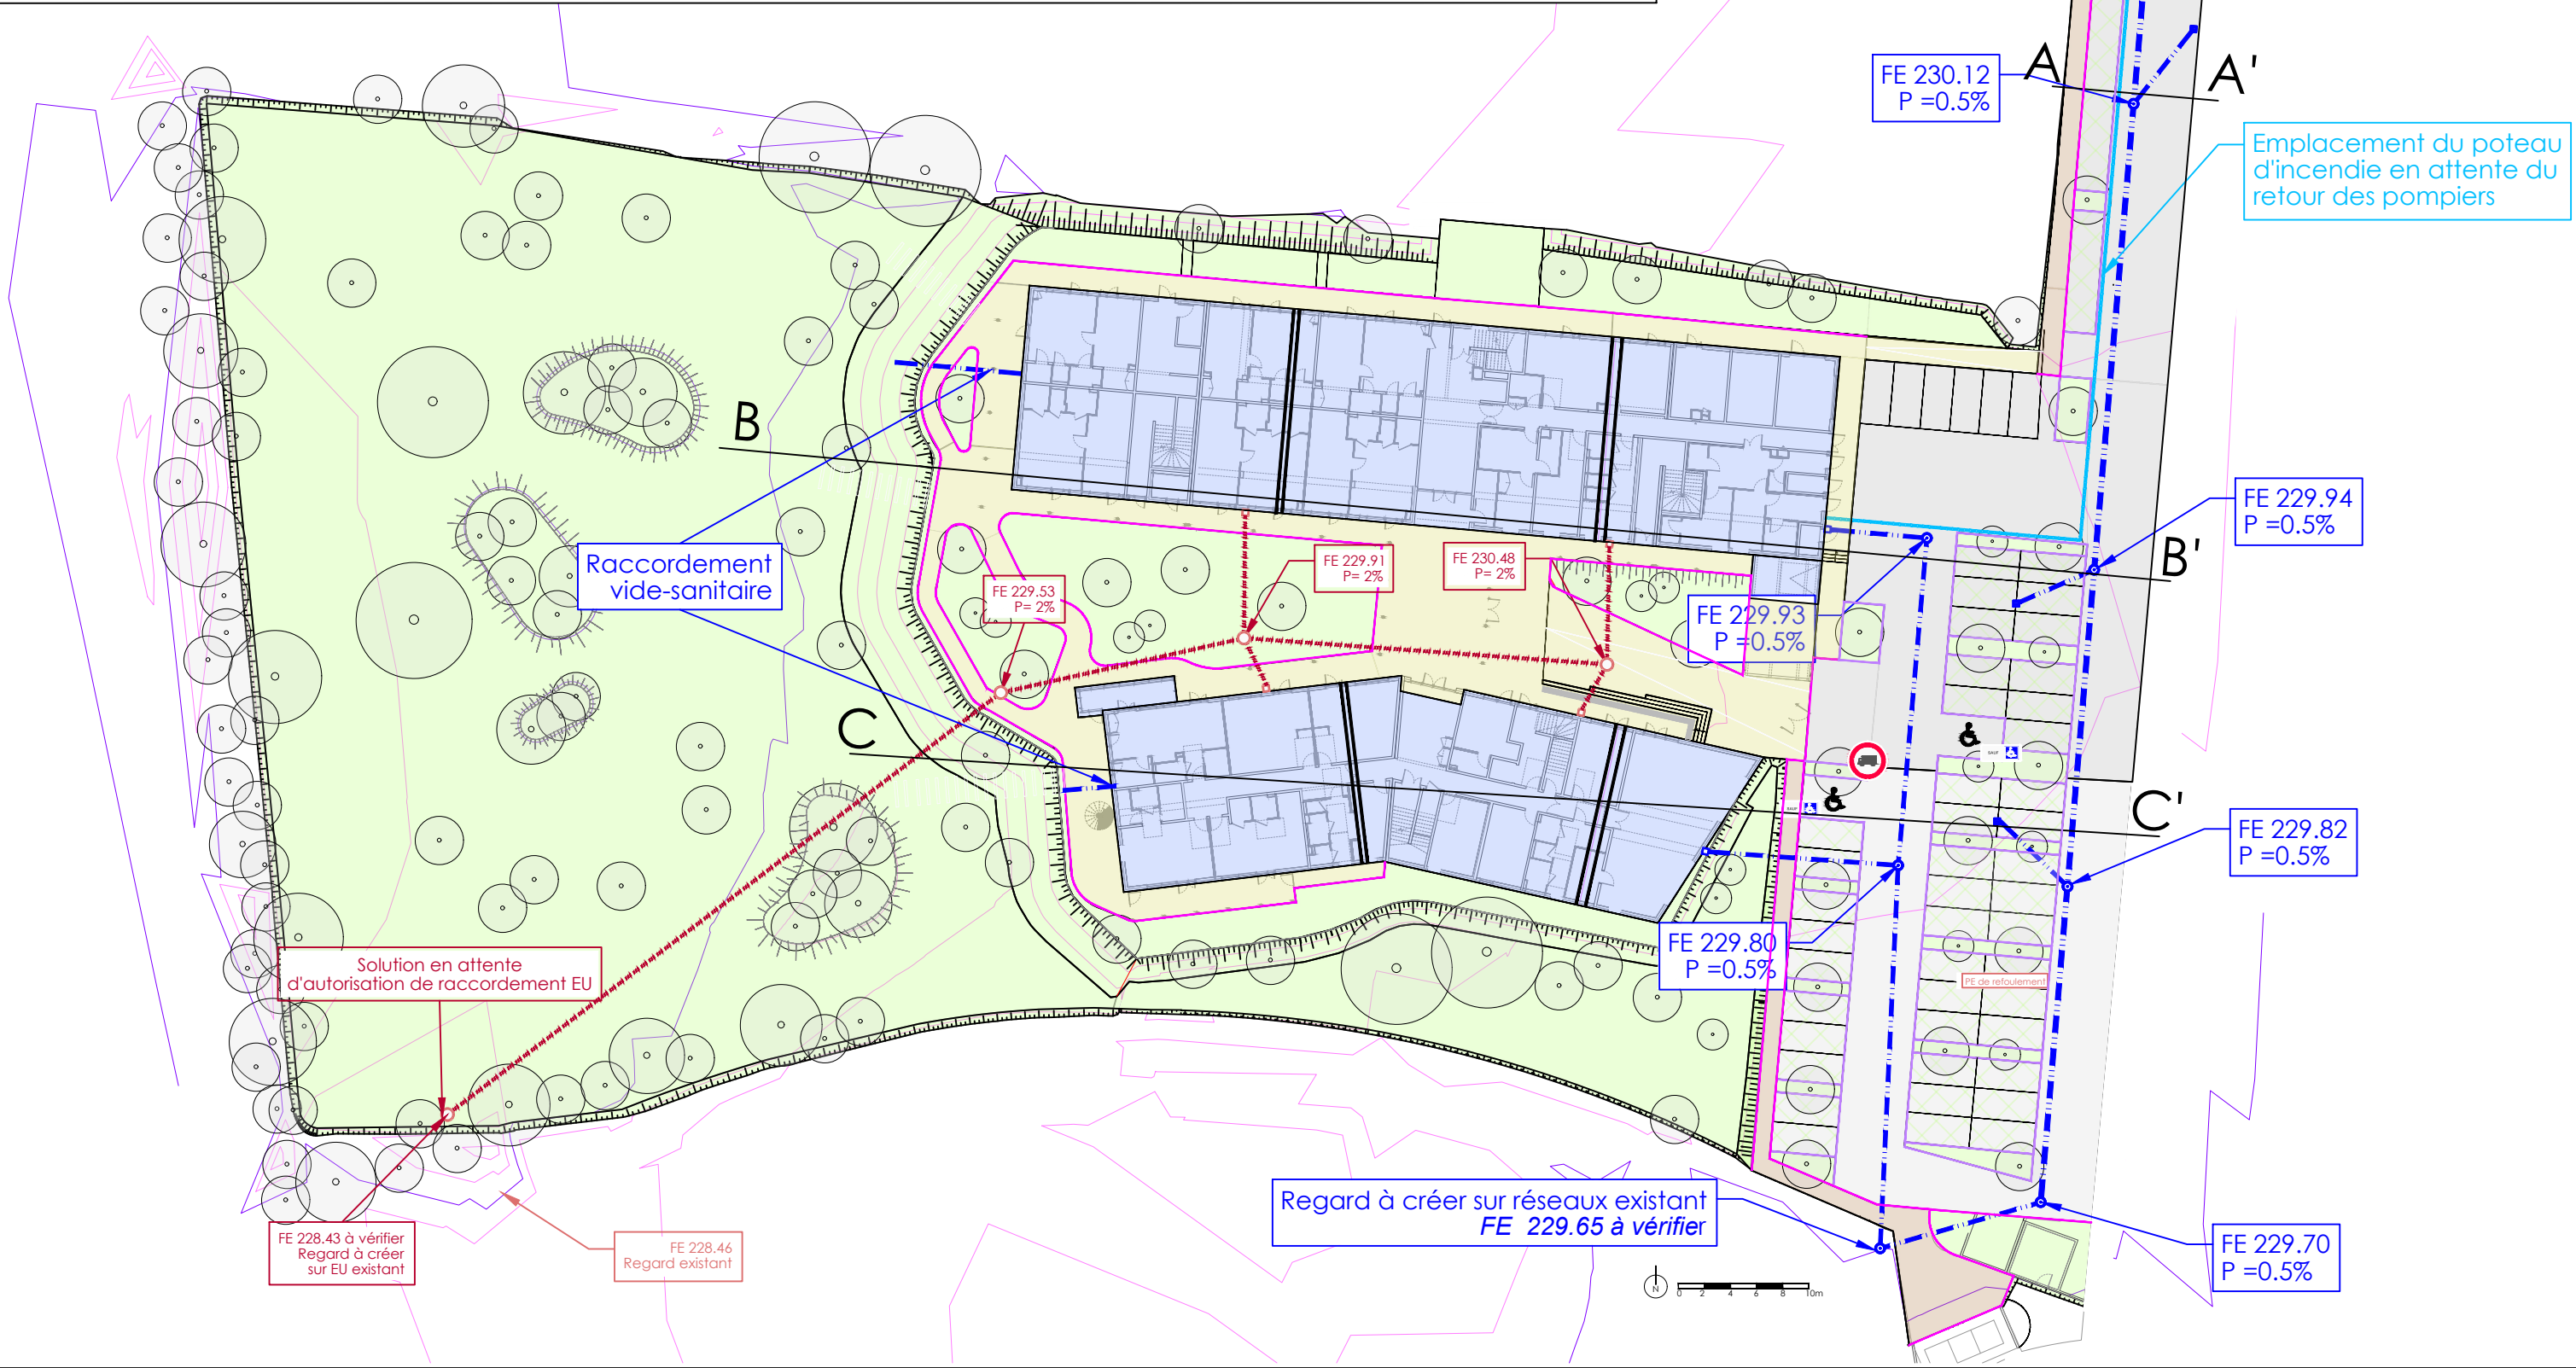 A
A'
FE 230.12
P =0.5%
Emplacement du poteau
d'incendie en attente du
retour des pompiers
B
B'
FE 229.94
P =0.5%
Raccordement
vide-sanitaire
FE 229.53
P= 2%
FE 229.91
P= 2%
FE 230.48
P= 2%
FE 229.93
P =0.5%
C
C'
FE 229.82
P =0.5%
FE 229.80
P =0.5%
PE de refoulement
Solution en attente
d'autorisation de raccordement EU
Regard à créer sur réseaux existant
FE 229.65 à vérifier
FE 228.43 à vérifier
Regard à créer
sur EU existant
FE 228.46
Regard existant
FE 229.70
P =0.5%
N
0 2 4 6 8 10m